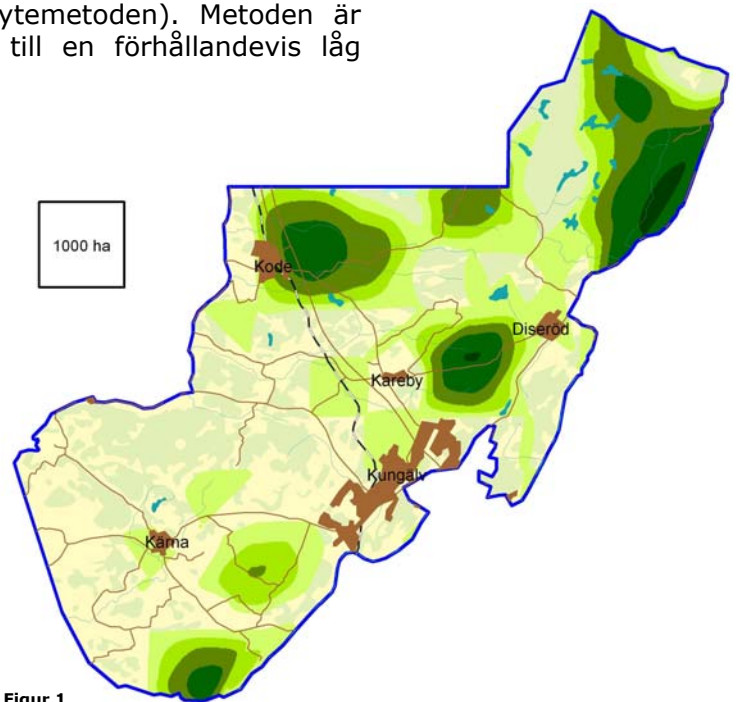 ytemetoden). Metoden är
till en förhållandevis låg
1000 ha
Kode
Diseröd
Kareby
Kungälv
Kärna
Figur 1